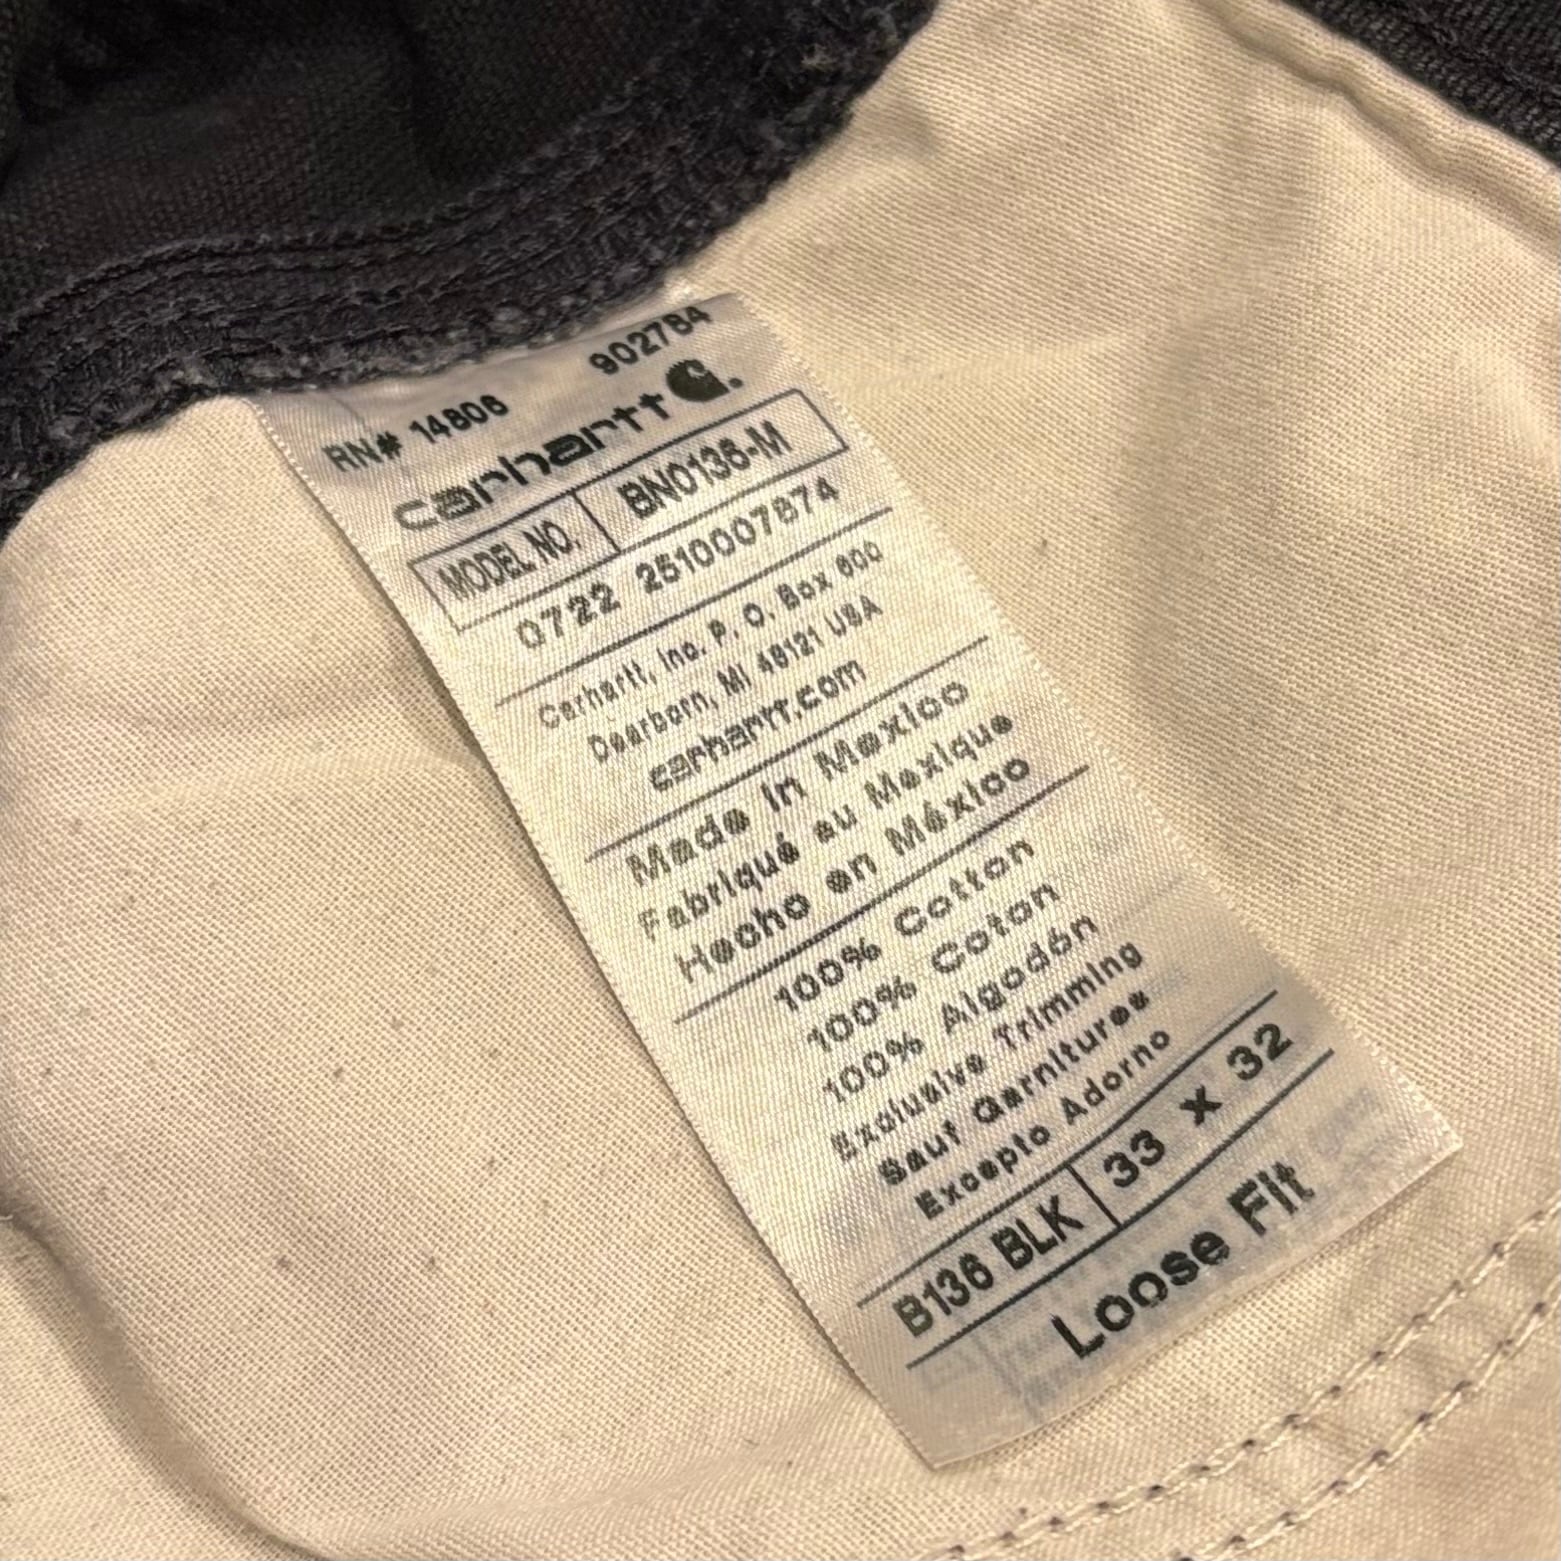 RN# 14806 902784
carhartt
MODEL NO. BN0136-M
0722 2510007874
Carhartt, Inc. P. O. Box 600
Dearborn, MI 48121 USA
carhartt.com
Made in Mexico
Fabriqué au Mexique
Hecho en México
100% Cotton
100% Coton
100% Algodón
Exclusive Trimming
Sauf Garnitures
Excepto Adorno
B136 BLK 33 x 32
Loose Fit